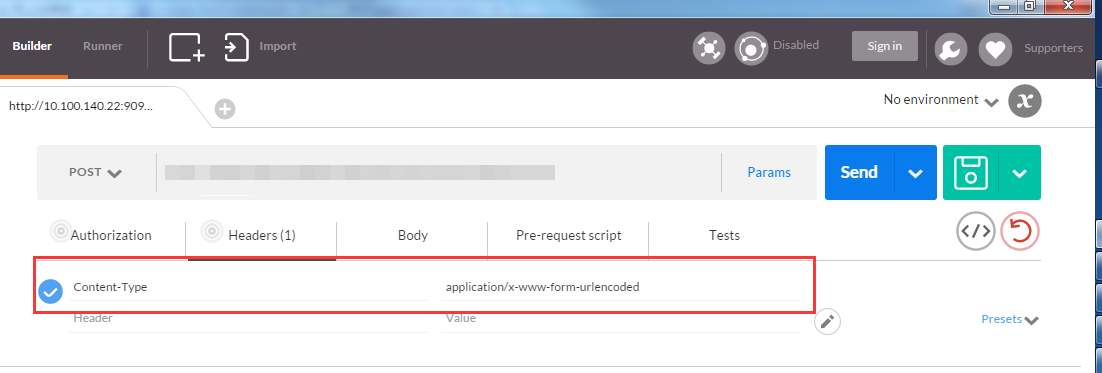 Builder Runner Import Disabled Sign in Supporters
http://10.100.140.22:909... No environment x
POST Params Send
Authorization Headers (1) Body Pre-request script Tests
Content-Type application/x-www-form-urlencoded
Header Value Presets